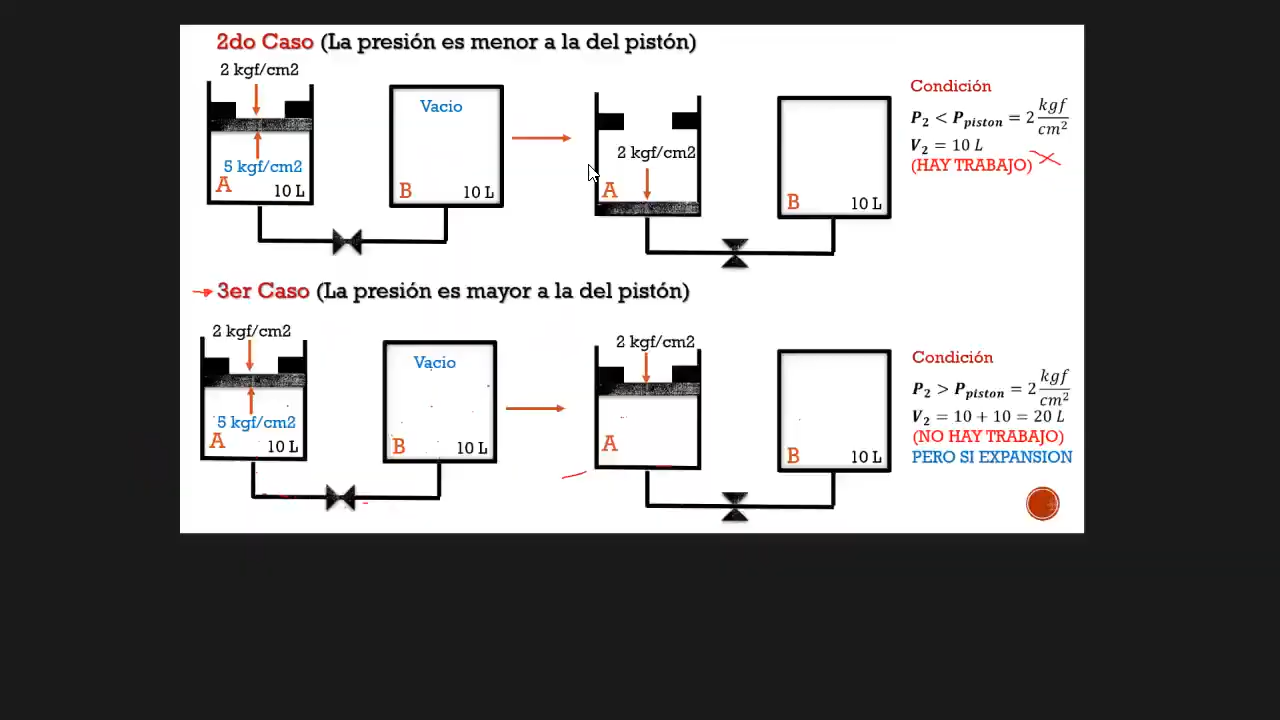 2do Caso (La presión es menor a la del pistón)
2 kgf/cm2
5 kgf/cm2
A
10 L
Vacio
B
10 L
2 kgf/cm2
A
B
10 L
Condición
P₂ < P_piston = 2 kgf/cm²
V₂ = 10 L
(HAY TRABAJO)
3er Caso (La presión es mayor a la del pistón)
2 kgf/cm2
5 kgf/cm2
A
10 L
Vacio
B
10 L
2 kgf/cm2
A
B
10 L
Condición
P₂ > P_piston = 2 kgf/cm²
V₂ = 10 + 10 = 20 L
(NO HAY TRABAJO)
PERO SI EXPANSION